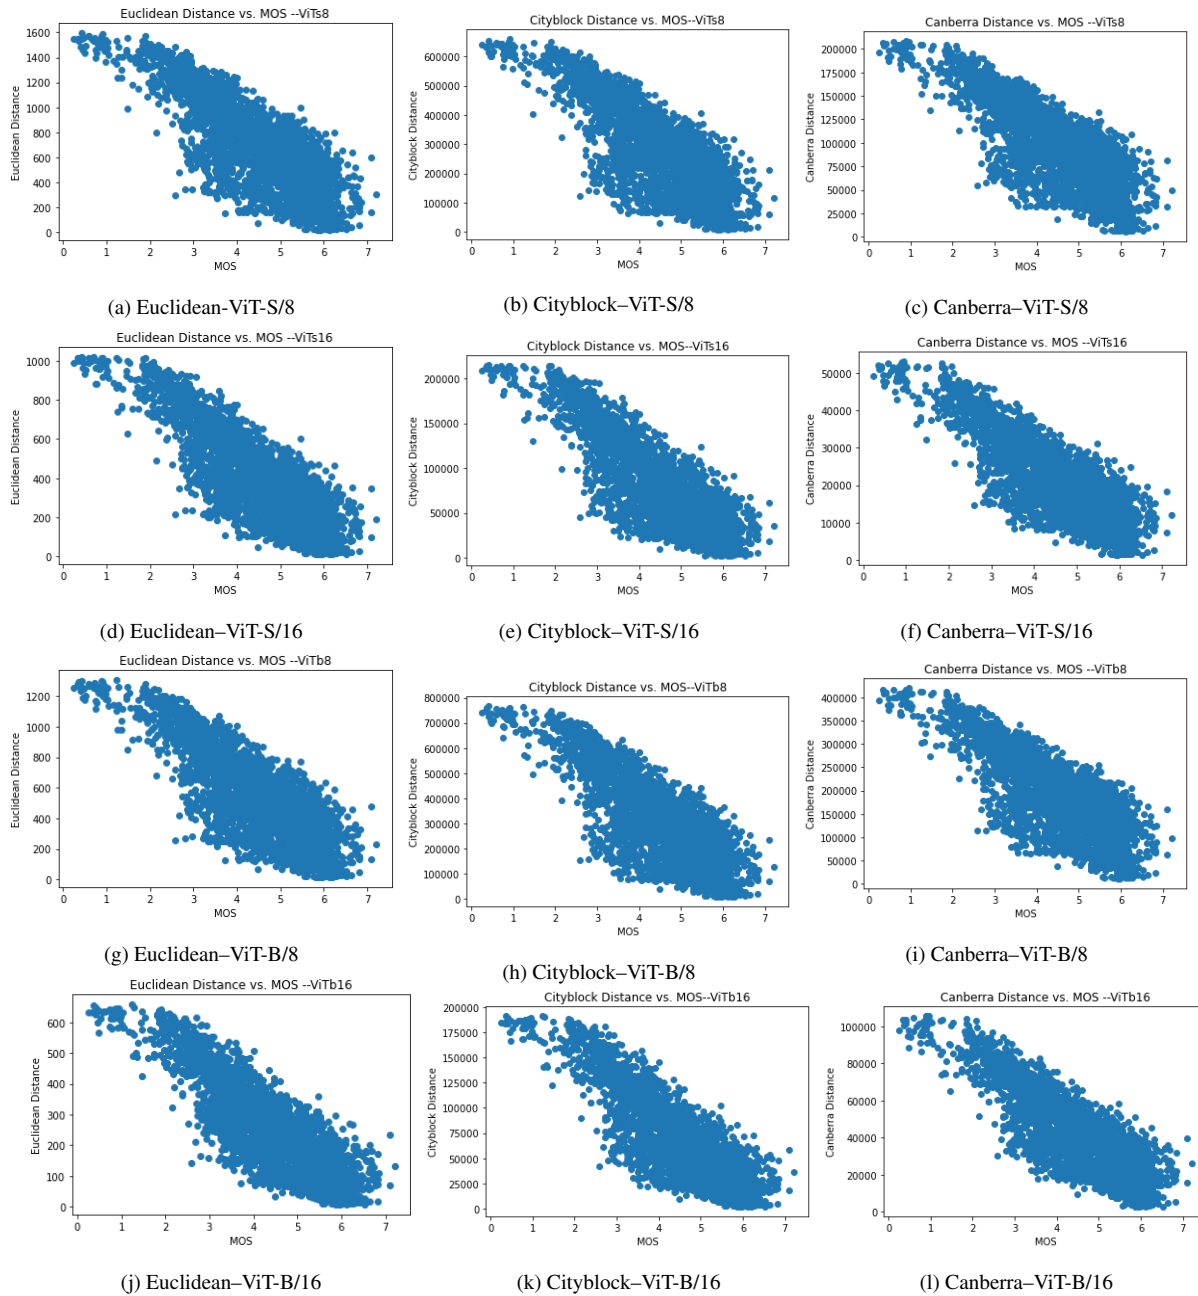 Euclidean Distance vs. MOS --ViTs8
Euclidean Distance
1600
1400
1200
1000
800
600
400
200
0
0 1 2 3 4 5 6 7
MOS
(a) Euclidean-ViT-S/8
Cityblock Distance vs. MOS--ViTs8
Cityblock Distance
600000
500000
400000
300000
200000
100000
0
0 1 2 3 4 5 6 7
MOS
(b) Cityblock–ViT-S/8
Canberra Distance vs. MOS --ViTs8
Canberra Distance
200000
175000
150000
125000
100000
75000
50000
25000
0
0 1 2 3 4 5 6 7
MOS
(c) Canberra–ViT-S/8
Euclidean Distance vs. MOS --ViTs16
Euclidean Distance
1000
800
600
400
200
0
0 1 2 3 4 5 6 7
MOS
(d) Euclidean–ViT-S/16
Cityblock Distance vs. MOS--ViTs16
Cityblock Distance
200000
150000
100000
50000
0
0 1 2 3 4 5 6 7
MOS
(e) Cityblock–ViT-S/16
Canberra Distance vs. MOS --ViTs16
Canberra Distance
50000
40000
30000
20000
10000
0
0 1 2 3 4 5 6 7
MOS
(f) Canberra–ViT-S/16
Euclidean Distance vs. MOS --ViTb8
Euclidean Distance
1200
1000
800
600
400
200
0
0 1 2 3 4 5 6 7
MOS
(g) Euclidean–ViT-B/8
Cityblock Distance vs. MOS--ViTb8
Cityblock Distance
800000
700000
600000
500000
400000
300000
200000
100000
0
0 1 2 3 4 5 6 7
MOS
(h) Cityblock–ViT-B/8
Canberra Distance vs. MOS --ViTb8
Canberra Distance
400000
350000
300000
250000
200000
150000
100000
50000
0
0 1 2 3 4 5 6 7
MOS
(i) Canberra–ViT-B/8
Euclidean Distance vs. MOS --ViTb16
Euclidean Distance
600
500
400
300
200
100
0
0 1 2 3 4 5 6 7
MOS
(j) Euclidean–ViT-B/16
Cityblock Distance vs. MOS--ViTb16
Cityblock Distance
200000
175000
150000
125000
100000
75000
50000
25000
0
0 1 2 3 4 5 6 7
MOS
(k) Cityblock–ViT-B/16
Canberra Distance vs. MOS --ViTb16
Canberra Distance
100000
80000
60000
40000
20000
0
0 1 2 3 4 5 6 7
MOS
(l) Canberra–ViT-B/16